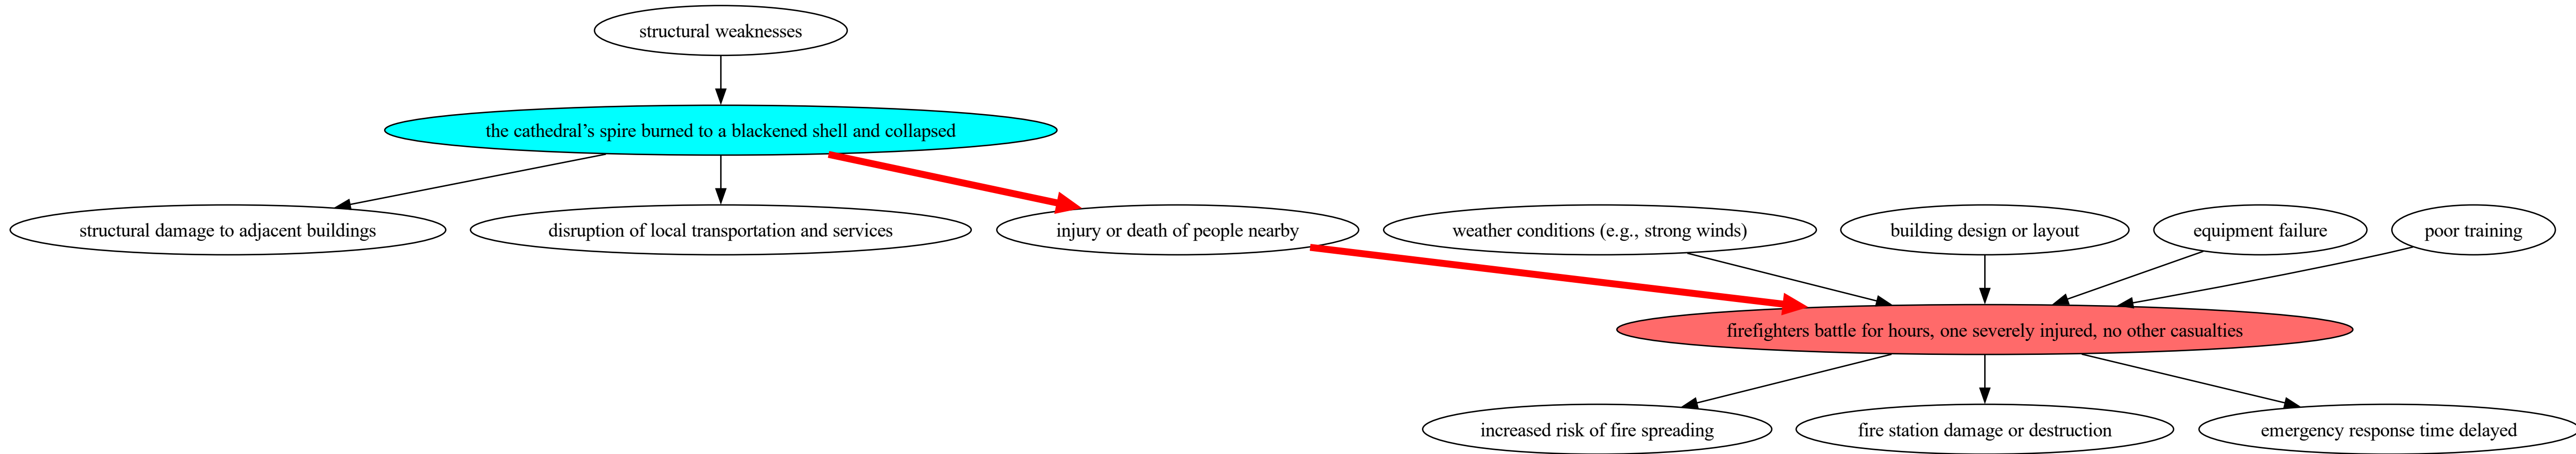 structural weaknesses
the cathedral’s spire burned to a blackened shell and collapsed
structural damage to adjacent buildings
disruption of local transportation and services
injury or death of people nearby
weather conditions (e.g., strong winds)
building design or layout
equipment failure
poor training
firefighters battle for hours, one severely injured, no other casualties
increased risk of fire spreading
fire station damage or destruction
emergency response time delayed